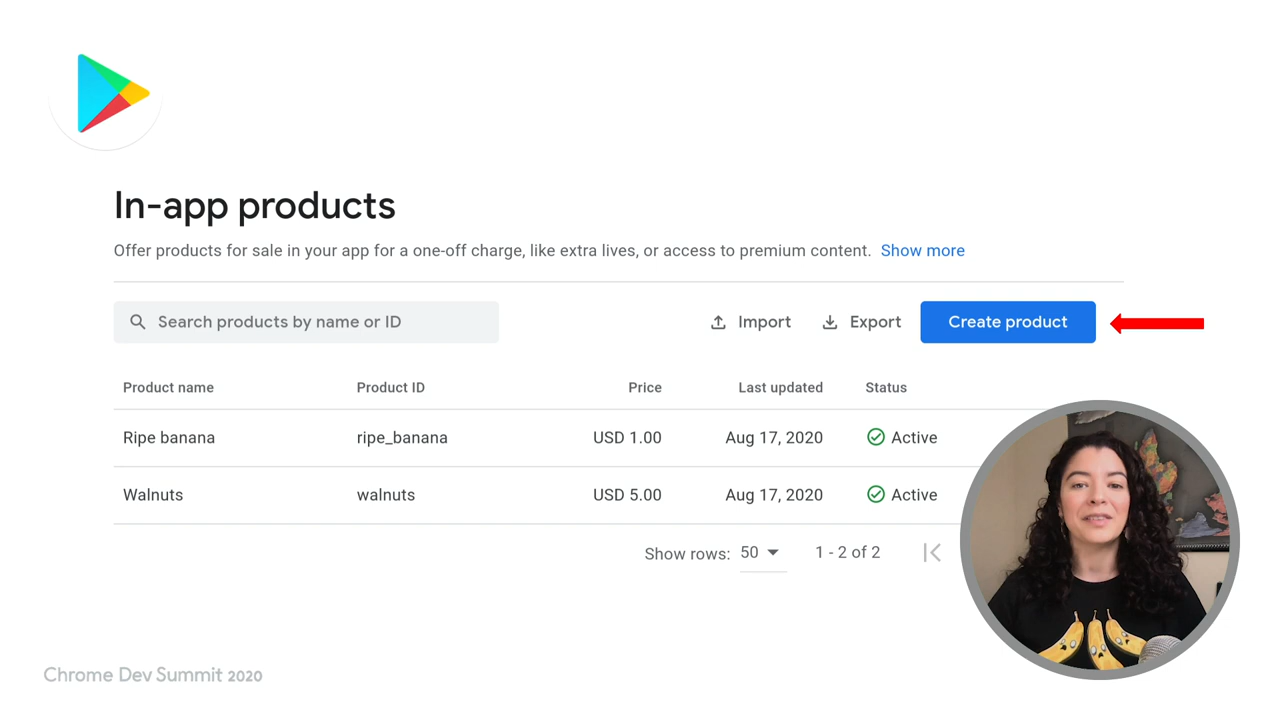 In-app products
Offer products for sale in your app for a one-off charge, like extra lives, or access to premium content. Show more
Search products by name or ID Import Export Create product
Product name Product ID Price Last updated Status
Ripe banana ripe_banana USD 1.00 Aug 17, 2020 Active
Walnuts walnuts USD 5.00 Aug 17, 2020 Active
Show rows: 50 1 - 2 of 2
Chrome Dev Summit 2020